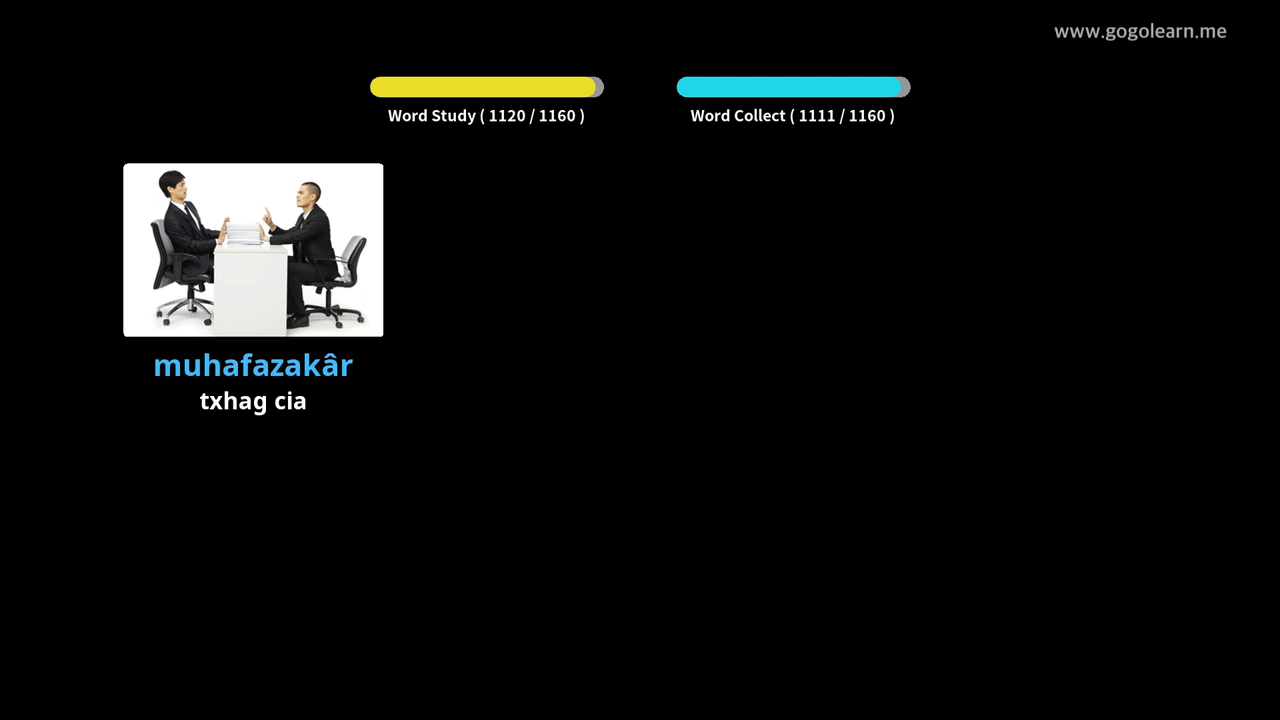 www.gogolearn.me
Word Study ( 1120 / 1160 )
Word Collect ( 1111 / 1160 )
muhafazakâr
txhag cia